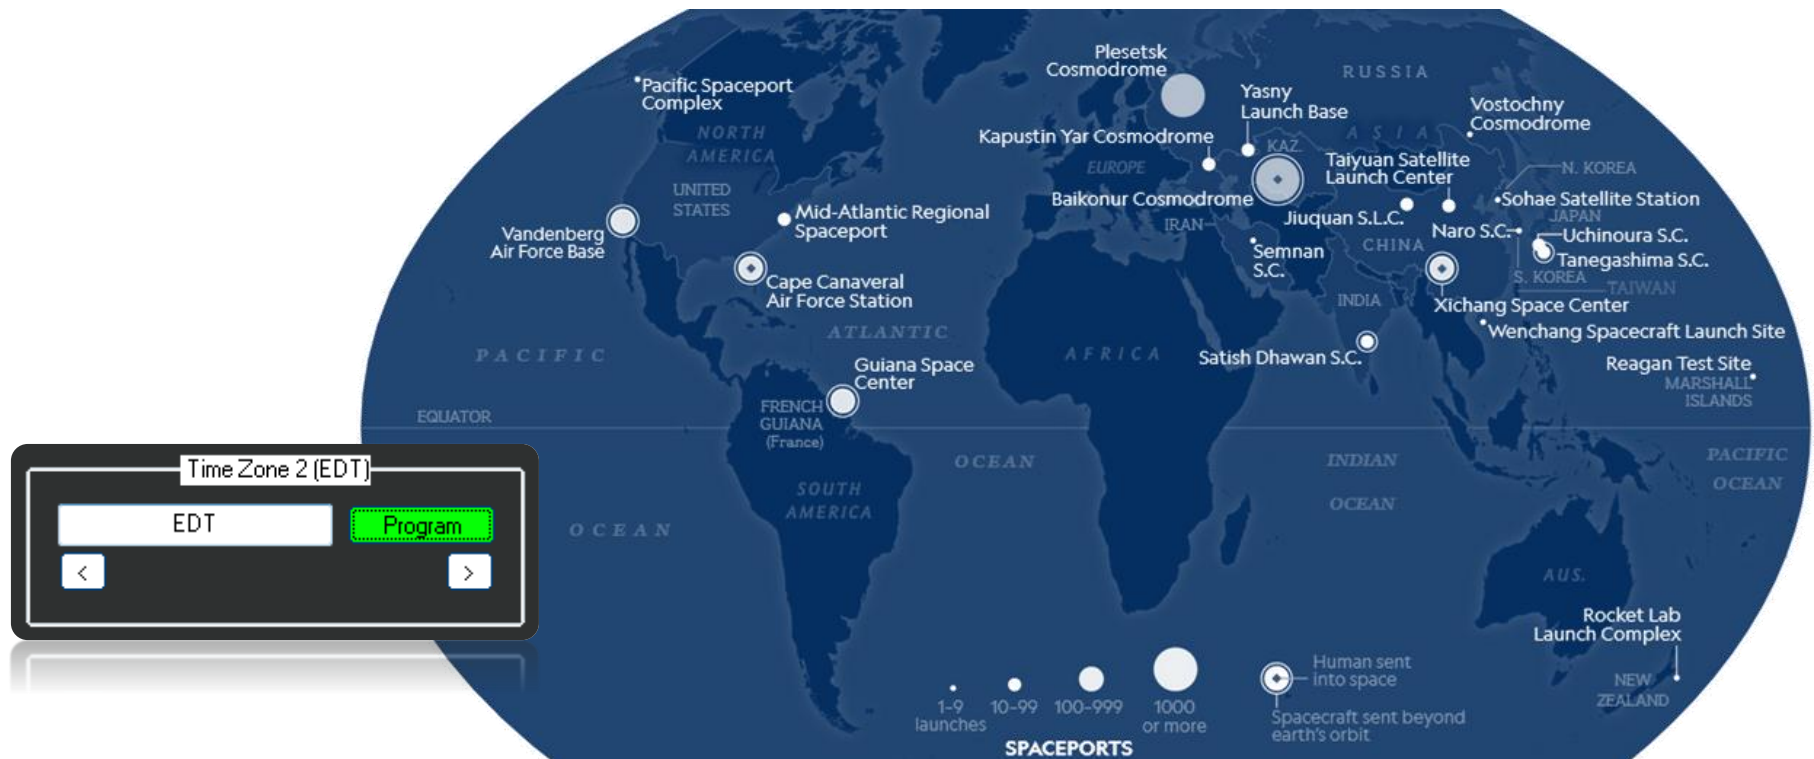 Pacific Spaceport
Complex
NORTH
AMERICA
UNITED
STATES
Vandenberg
Air Force Base
Mid-Atlantic Regional
Spaceport
Cape Canaveral
Air Force Station
ATLANTIC
PACIFIC
Guiana Space
Center
FRENCH
GUIANA
(France)
EQUATOR
SOUTH
AMERICA
OCEAN
OCEAN
Plesetsk
Cosmodrome
RUSSIA
Yasny
Launch Base
Kapustin Yar Cosmodrome
EUROPE
ASIA
KAZ.
Baikonur Cosmodrome
Vostochny
Cosmodrome
Taiyuan Satellite
Launch Center
N. KOREA
Sohae Satellite Station
JAPAN
Jiuquan S.L.C.
Naro S.C.
Uchinoura S.C.
Tanegashima S.C.
IRAN
Semnan
S.C.
CHINA
S. KOREA
TAIWAN
INDIA
Xichang Space Center
Wenchang Spacecraft Launch Site
Satish Dhawan S.C.
AFRICA
Reagan Test Site
MARSHALL
ISLANDS
INDIAN
OCEAN
PACIFIC
OCEAN
AUS.
Rocket Lab
Launch Complex
NEW
ZEALAND
Time Zone 2 (EDT)
EDT
Program
<
>
1-9
launches
10-99
100-999
1000
or more
Human sent
into space
Spacecraft sent beyond
earth's orbit
SPACEPORTS